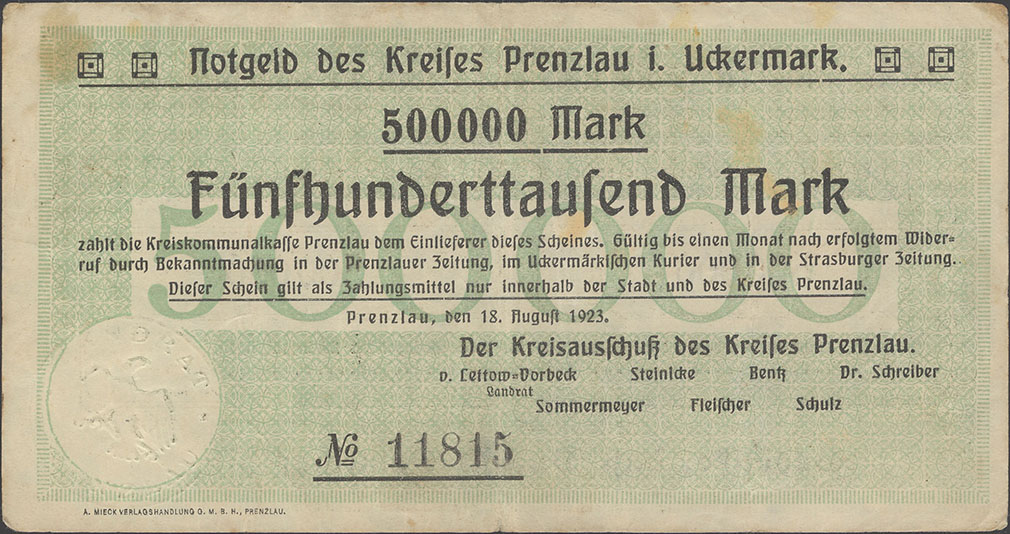 Notgeld des Kreiſes Prenzlau i. Uckermark.
500000 Mark
500000
Fünfhunderttauſend Mark
zahlt die Kreiskommunalkaſſe Prenzlau dem Einlieferer dieſes Scheines. Gültig bis einen Monat nach erfolgtem Wider=
ruf durch Bekanntmachung in der Prenzlauer Zeitung, im Uckermärkiſchen Kurier und in der Strasburger Zeitung.
Dieſer Schein gilt als Zahlungsmittel nur innerhalb der Stadt und des Kreiſes Prenzlau.
Prenzlau, den 18. Auguſt 1923.
Der Kreisausſchuß des Kreiſes Prenzlau.
v. Lettow=Vorbeck Steinicke Bentz Dr. Schreiber
Landrat
Sommermeyer Fleiſcher Schulz
№ 11815
A. MIECK VERLAGSHANDLUNG G. M. B. H., PRENZLAU.